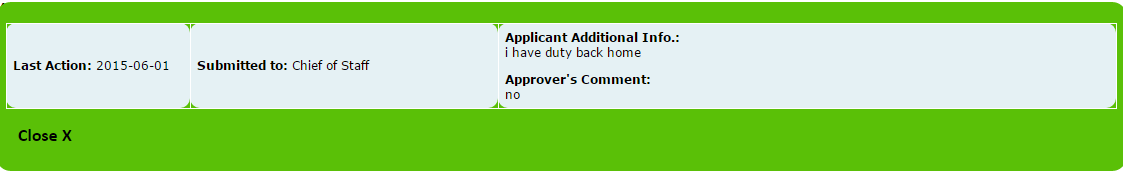 Applicant Additional Info.:
i have duty back home
Last Action: 2015-06-01
Submitted to: Chief of Staff
Approver's Comment:
no
Close X